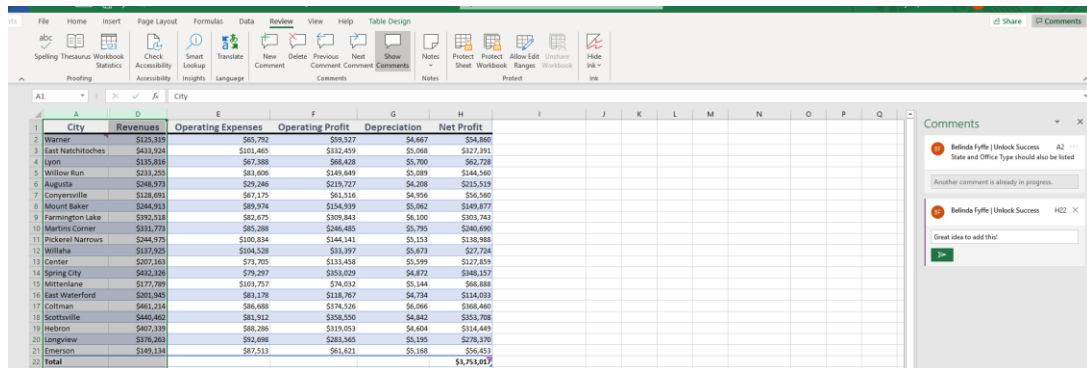 File Home Insert Page Layout Formulas Data Review View Help Table Design Share Comments
abc
Spelling Thesaurus Workbook Statistics Check Accessibility Smart Lookup Translate New Comment Delete Previous Comment Next Comment Show Comments Notes Protect Sheet Protect Workbook Allow Edit Ranges Unshare Workbook Hide Ink
Proofing Accessibility Insights Language Comments Notes Protect Ink
A1 fx City
A D E F G H I J K L M N O P Q
1 City Revenues Operating Expenses Operating Profit Depreciation Net Profit
2 Warner $125,319 $65,792 $59,527 $4,667 $54,860
3 East Natchitoches $433,924 $101,465 $332,459 $5,068 $327,391
4 Lyon $135,816 $67,388 $68,428 $5,700 $62,728
5 Willow Run $233,255 $83,606 $149,649 $5,089 $144,560
6 Augusta $248,973 $29,246 $219,727 $4,208 $215,519
7 Conyersville $128,691 $67,175 $61,516 $4,956 $56,560
8 Mount Baker $244,913 $89,974 $154,939 $5,062 $149,877
9 Farmington Lake $392,518 $82,675 $309,843 $6,100 $303,743
10 Martins Corner $331,773 $85,288 $246,485 $5,795 $240,690
11 Pickerel Narrows $244,975 $100,834 $144,141 $5,153 $138,988
12 Willaha $137,925 $104,528 $33,397 $5,673 $27,724
13 Center $207,163 $73,705 $133,458 $5,599 $127,859
14 Spring City $432,326 $79,297 $353,029 $4,872 $348,157
15 Mittenlane $177,789 $103,757 $74,032 $5,144 $68,888
16 East Waterford $201,945 $83,178 $118,767 $4,734 $114,033
17 Coltman $461,214 $86,688 $374,526 $6,066 $368,460
18 Scottsville $440,462 $81,912 $358,550 $4,842 $353,708
19 Hebron $407,339 $88,286 $319,053 $4,604 $314,449
20 Longview $376,263 $92,698 $283,565 $5,195 $278,370
21 Emerson $149,134 $87,513 $61,621 $5,168 $56,453
22 Total $3,753,017
Comments
BF Belinda Fyffe | Unlock Success A2
State and Office Type should also be listed
Another comment is already in progress.
BF Belinda Fyffe | Unlock Success H22
Great idea to add this!